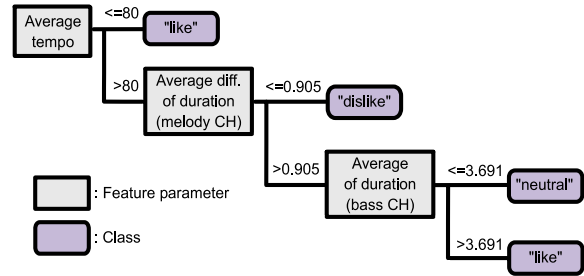 Average
tempo
<=80
"like"
>80
Average diff.
of duration
(melody CH)
<=0.905
"dislike"
>0.905
Average
of duration
(bass CH)
<=3.691
"neutral"
>3.691
"like"
: Feature parameter
: Class